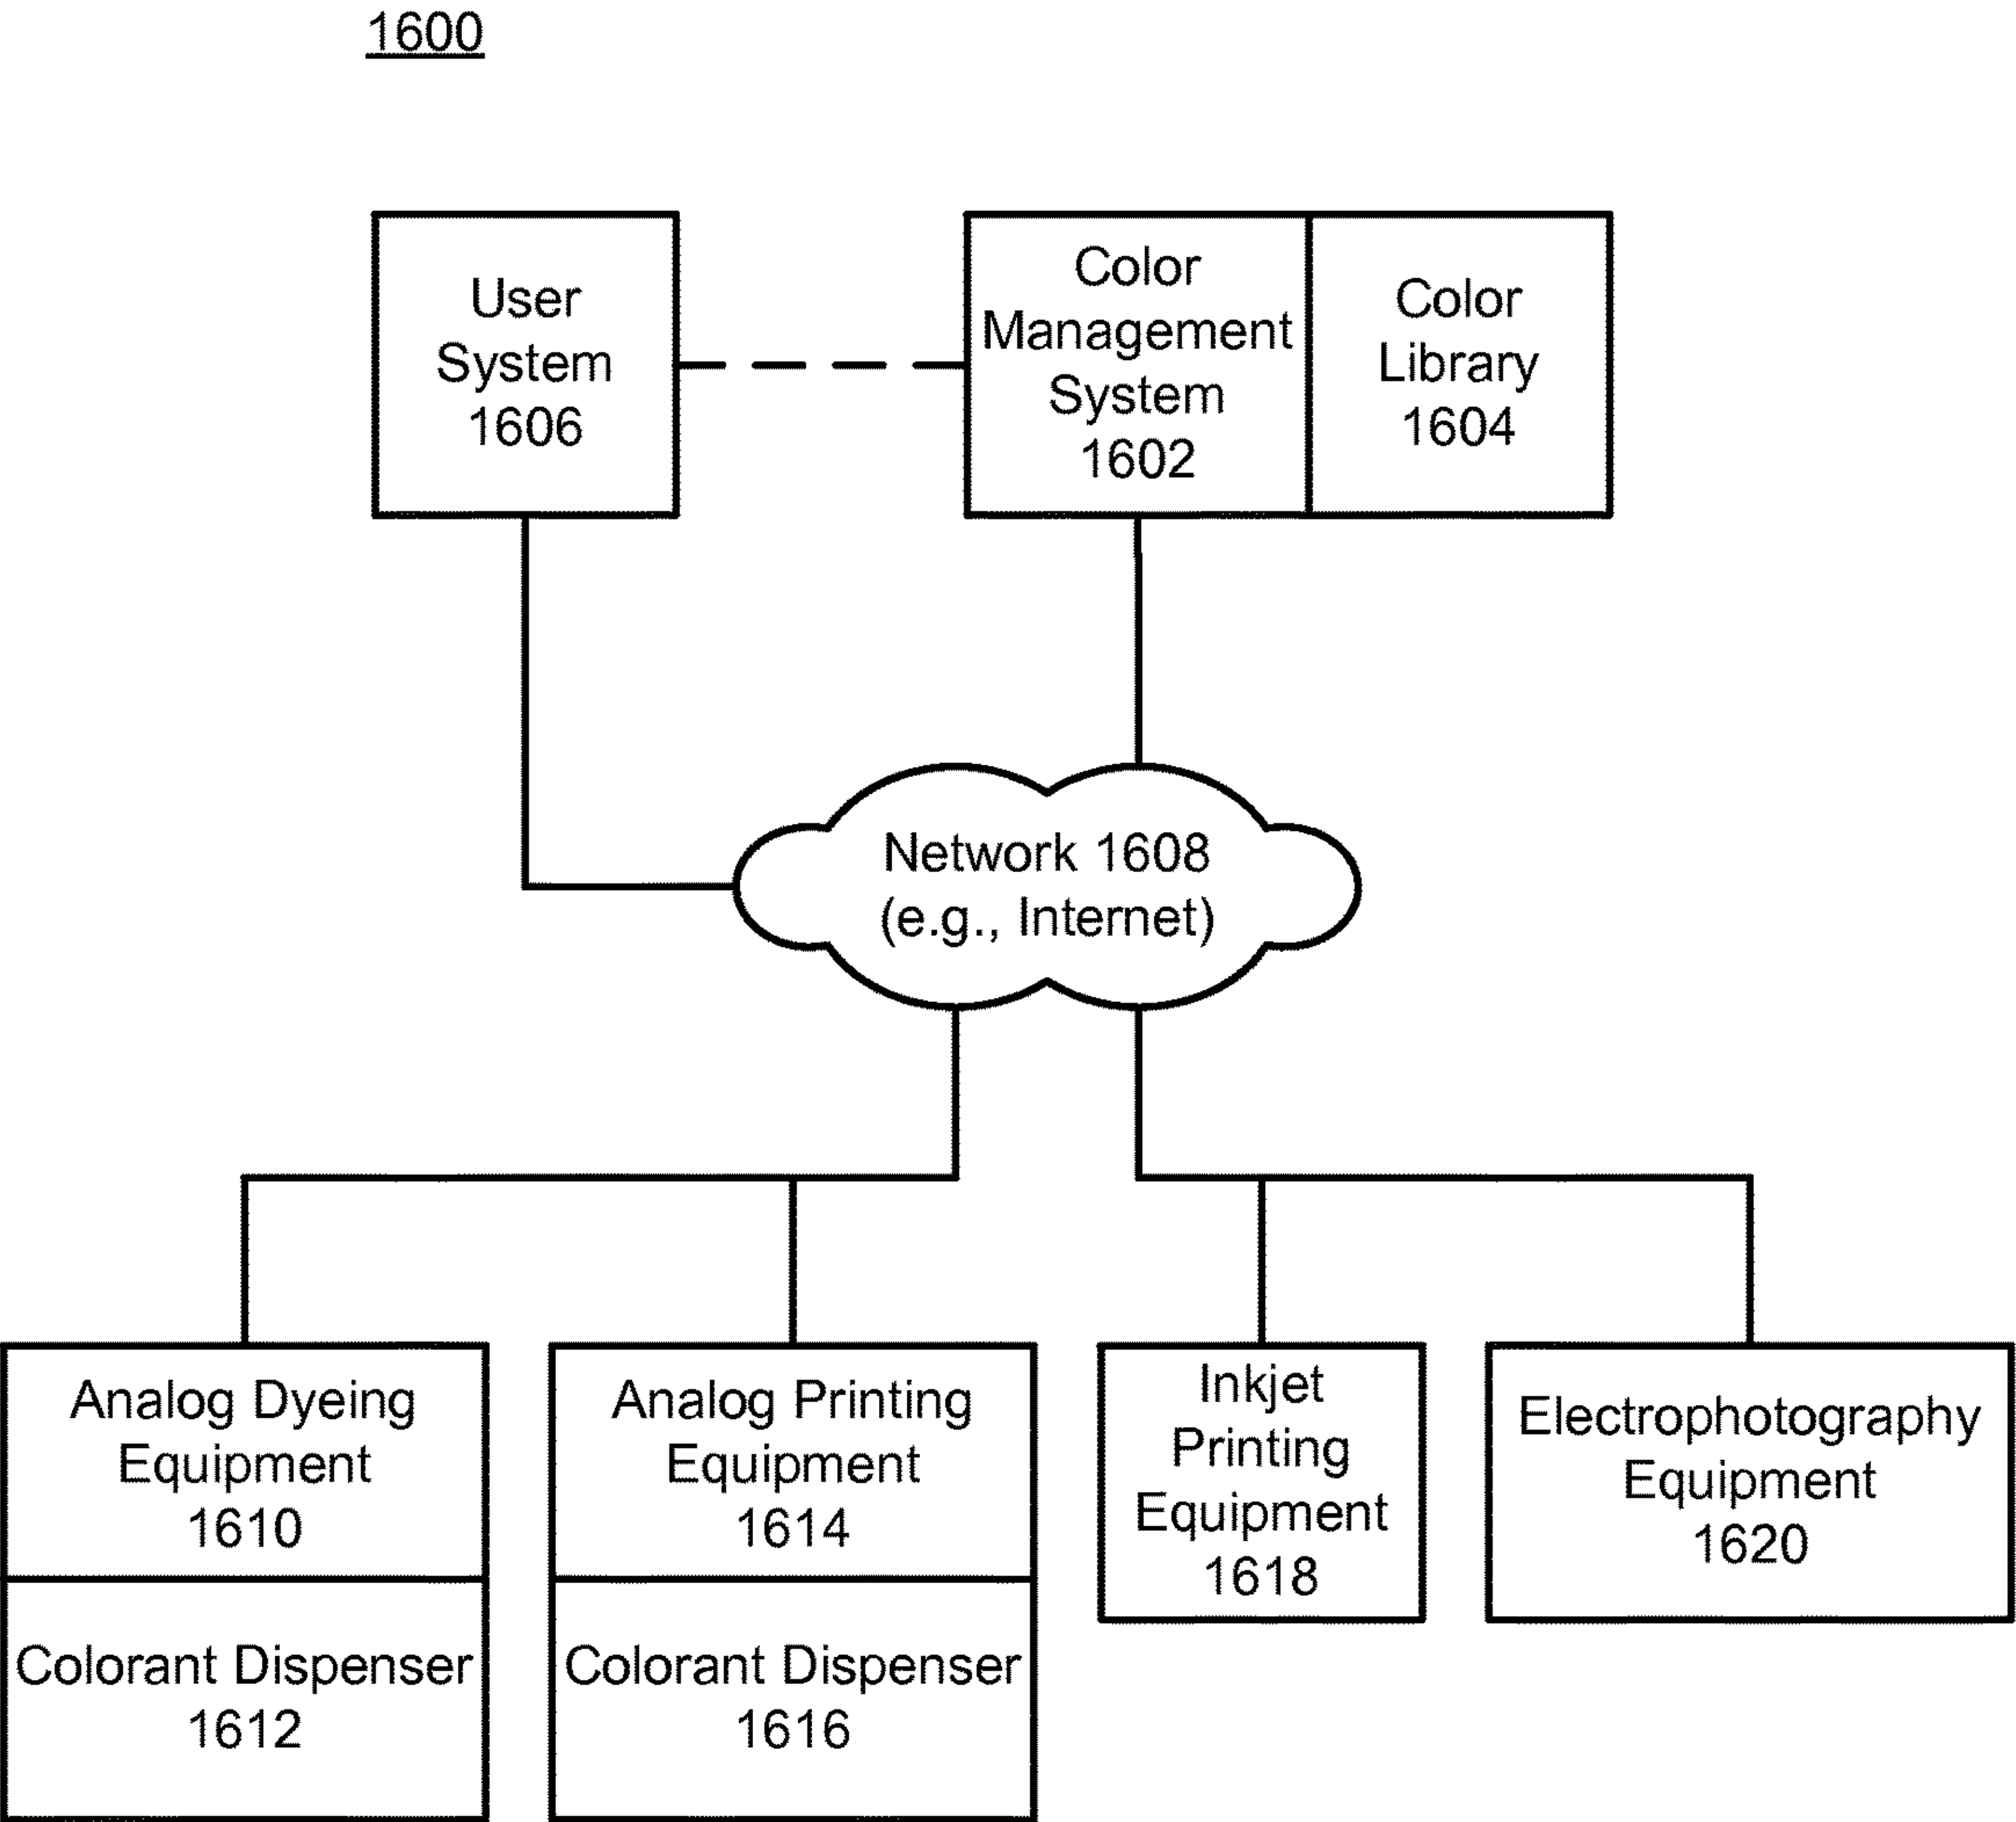 1600
User
System
1606
Color
Management
System
1602
Color
Library
1604
Network 1608
(e.g., Internet)
Analog Dyeing
Equipment
1610
Colorant Dispenser
1612
Analog Printing
Equipment
1614
Colorant Dispenser
1616
Inkjet
Printing
Equipment
1618
Electrophotography
Equipment
1620